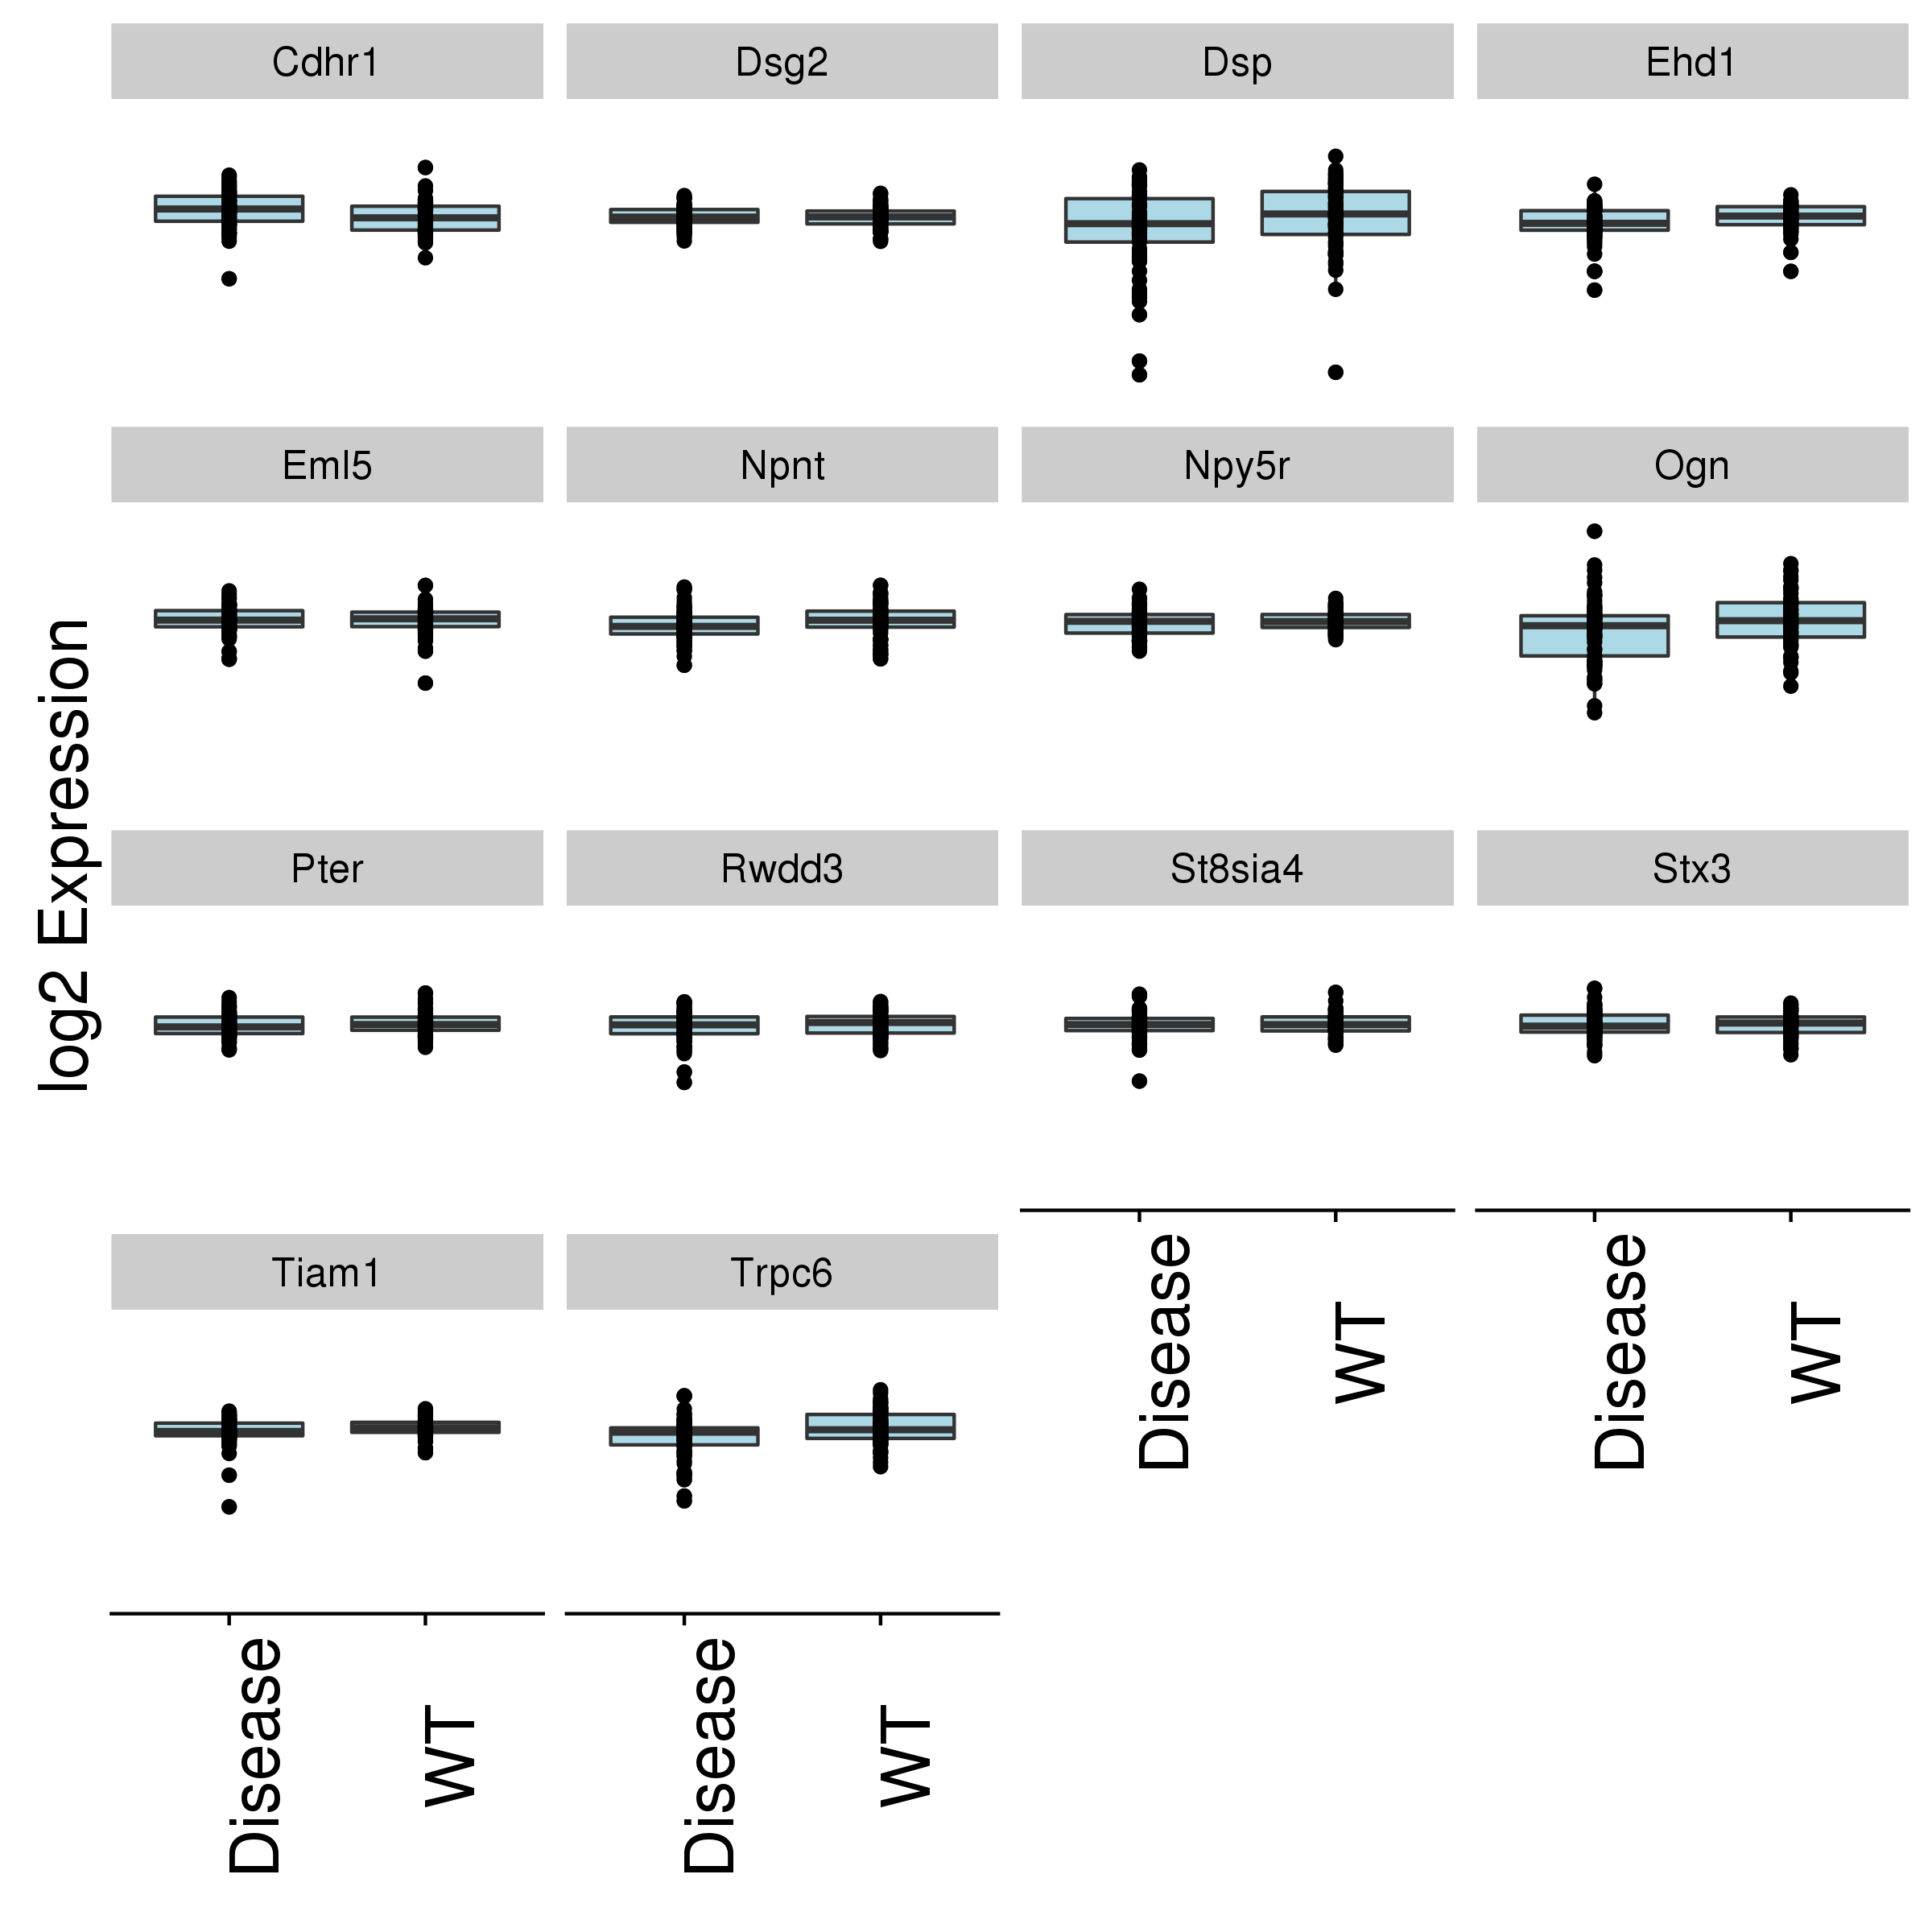 Cdhr1
Dsg2
Dsp
Ehd1
Eml5
Npnt
Npy5r
Ogn
log2 Expression
Pter
Rwdd3
St8sia4
Stx3
Tiam1
Trpc6
Disease
WT
Disease
WT
Disease
WT
Disease
WT